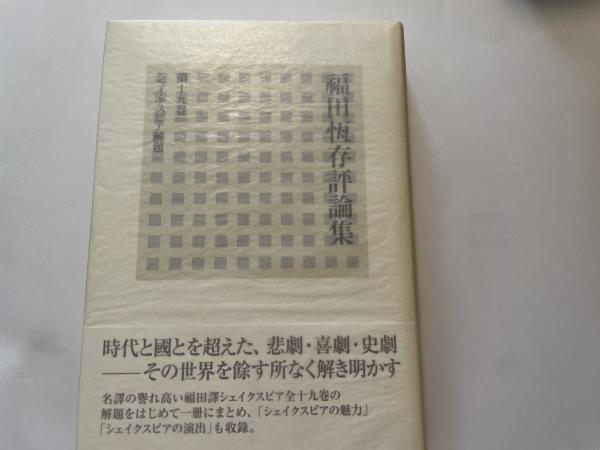 福田恆存評論集
第十九卷
シェイクスピア解題
時代と國とを超えた、悲劇・喜劇・史劇
――その世界を餘す所なく解き明かす
名譯の譽れ高い福田譯シェイクスピア全十九卷の
解題をはじめて一册にまとめ、「シェイクスピアの魅力」
「シェイクスピアの演出」も收錄。